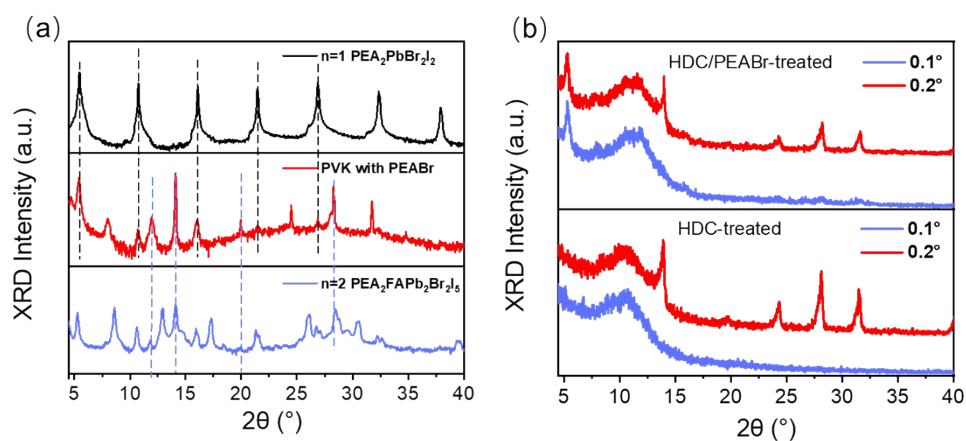 (a)
(b)
n=1 PEA₂PbBr₂I₂
PVK with PEABr
n=2 PEA₂FAPb₂Br₂I₅
XRD Intensity (a.u.)
5 10 15 20 25 30 35 40
2θ (°)
HDC/PEABr-treated
0.1°
0.2°
HDC-treated
0.1°
0.2°
XRD Intensity (a.u.)
5 10 15 20 25 30 35 40
2θ (°)